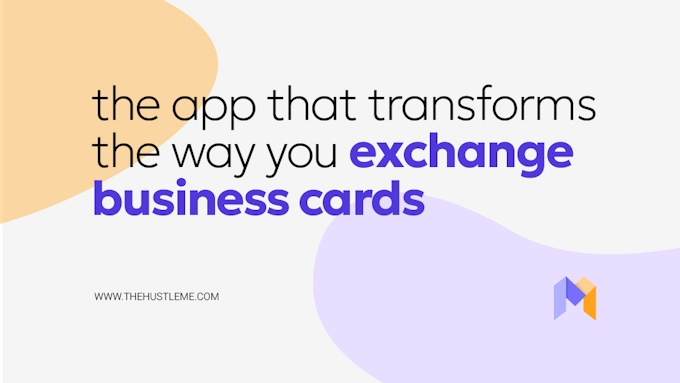 the app that transforms
the way you exchange
business cards
WWW.THEHUSTLEME.COM